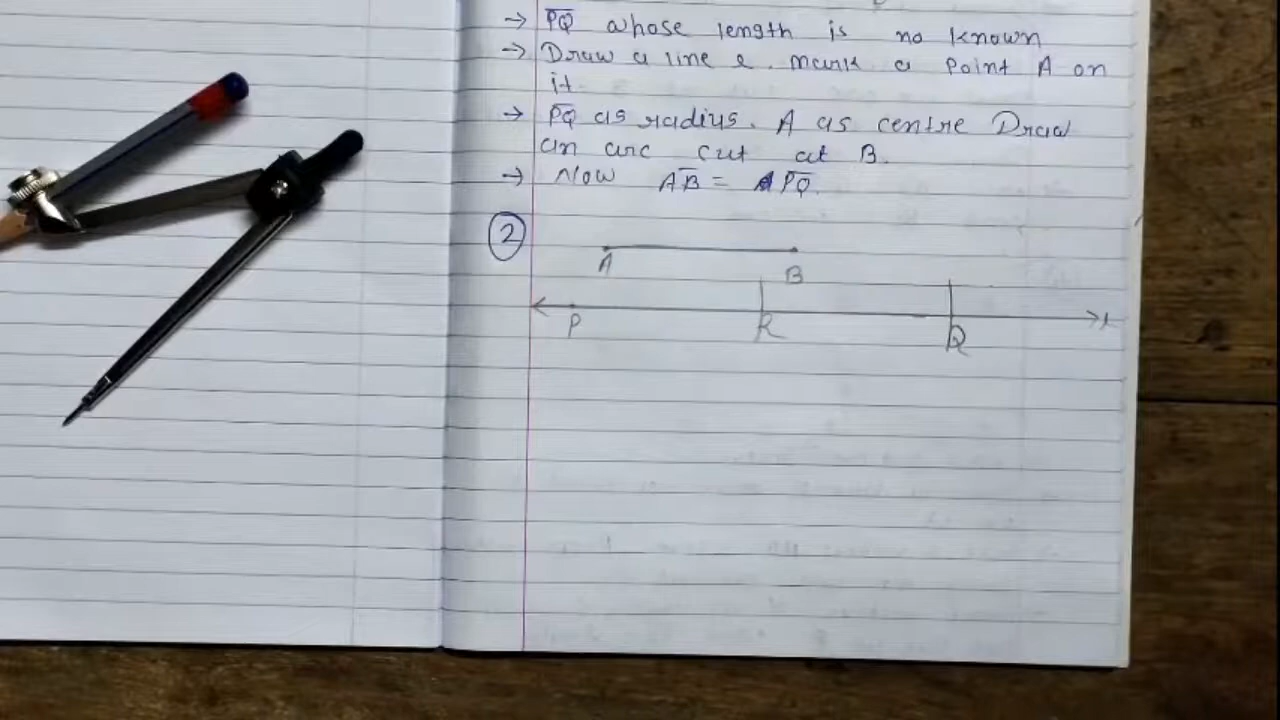 → PQ whose length is no known
→ Draw a line l. mark a point A on
it.
→ PQ as radius. A as centre Draw
an arc cut at B.
→ Now AB = PQ.
2
A B
P R Q l